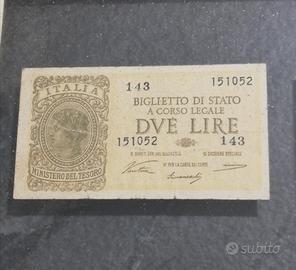 ITALIA
143 151052
BIGLIETTO DI STATO
A CORSO LEGALE
DVE LIRE
151052 143
MINISTERO DEL TESORO
subito